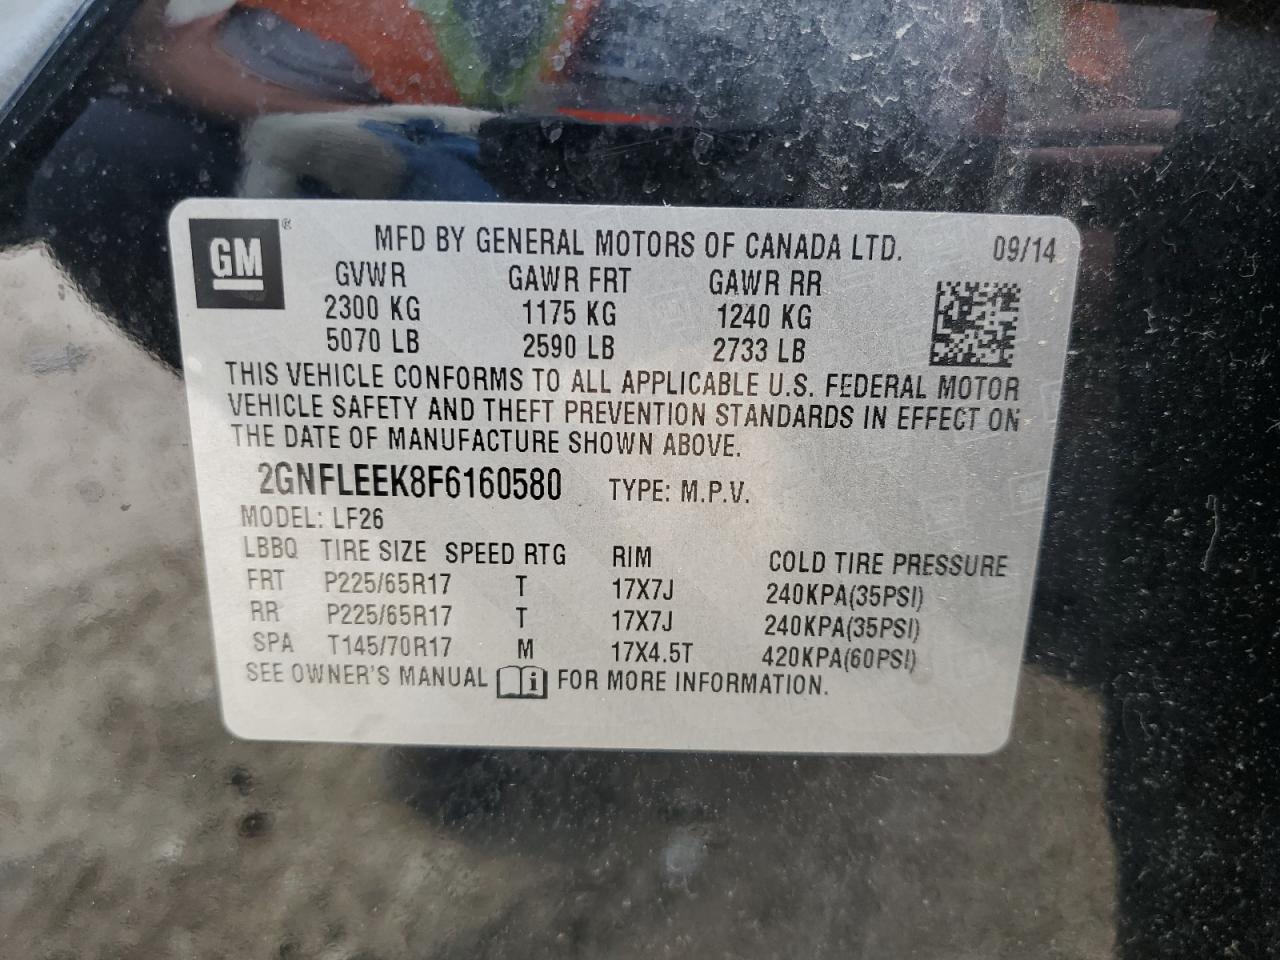 GM ® MFD BY GENERAL MOTORS OF CANADA LTD. 09/14
GVWR GAWR FRT GAWR RR
2300 KG 1175 KG 1240 KG
5070 LB 2590 LB 2733 LB
THIS VEHICLE CONFORMS TO ALL APPLICABLE U.S. FEDERAL MOTOR
VEHICLE SAFETY AND THEFT PREVENTION STANDARDS IN EFFECT ON
THE DATE OF MANUFACTURE SHOWN ABOVE.
2GNFLEEK8F6160580 TYPE: M.P.V.
MODEL: LF26
LBBQ TIRE SIZE SPEED RTG RIM COLD TIRE PRESSURE
FRT P225/65R17 T 17X7J 240KPA(35PSI)
RR P225/65R17 T 17X7J 240KPA(35PSI)
SPA T145/70R17 M 17X4.5T 420KPA(60PSI)
SEE OWNER'S MANUAL i FOR MORE INFORMATION.